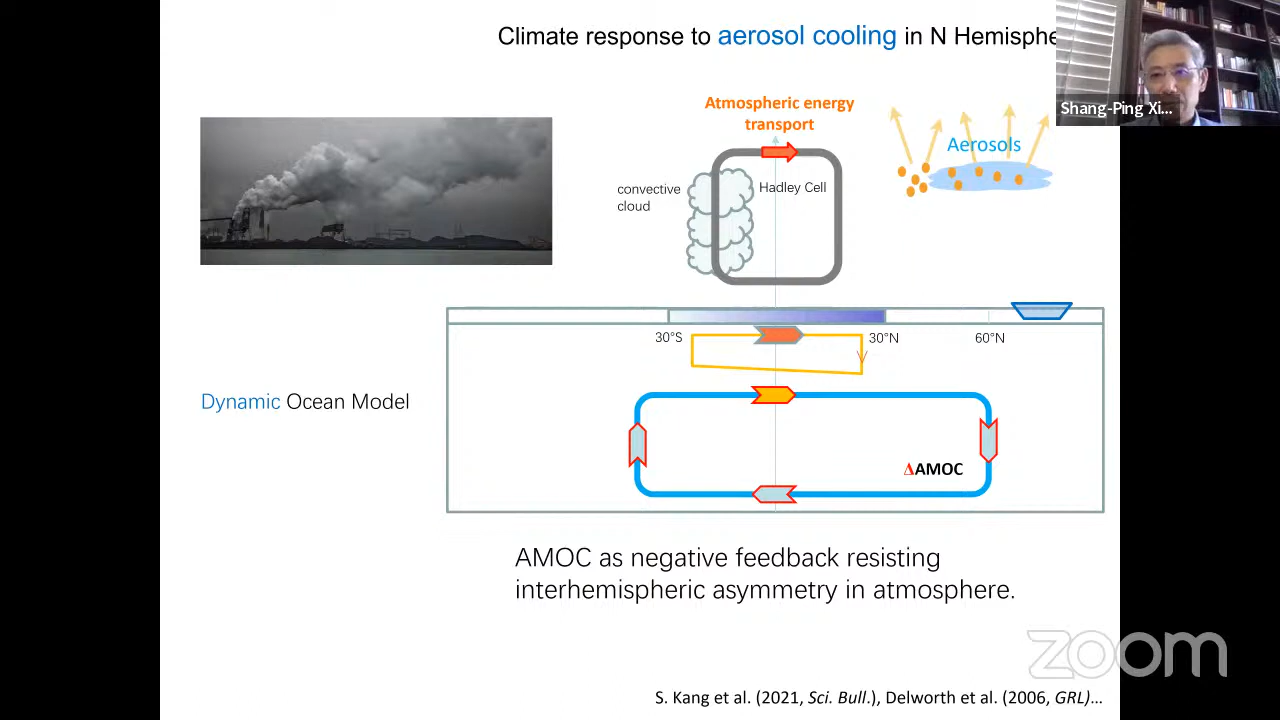 Climate response to aerosol cooling in N Hemisphe
Shang-Ping Xi...
Atmospheric energy
transport
Aerosols
convective
cloud
Hadley Cell
30°S
30°N
60°N
Dynamic Ocean Model
ΔAMOC
AMOC as negative feedback resisting
interhemispheric asymmetry in atmosphere.
zoom
S. Kang et al. (2021, Sci. Bull.), Delworth et al. (2006, GRL)…